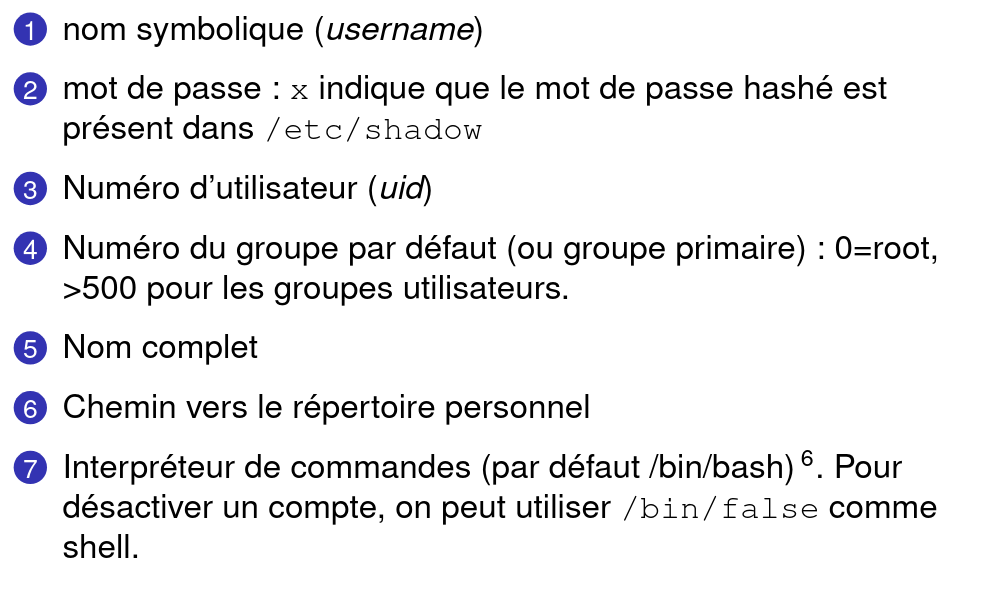 1 nom symbolique (username)
2 mot de passe : x indique que le mot de passe hashé est
présent dans /etc/shadow
3 Numéro d'utilisateur (uid)
4 Numéro du groupe par défaut (ou groupe primaire) : 0=root,
>500 pour les groupes utilisateurs.
5 Nom complet
6 Chemin vers le répertoire personnel
7 Interpréteur de commandes (par défaut /bin/bash) 6. Pour
désactiver un compte, on peut utiliser /bin/false comme
shell.